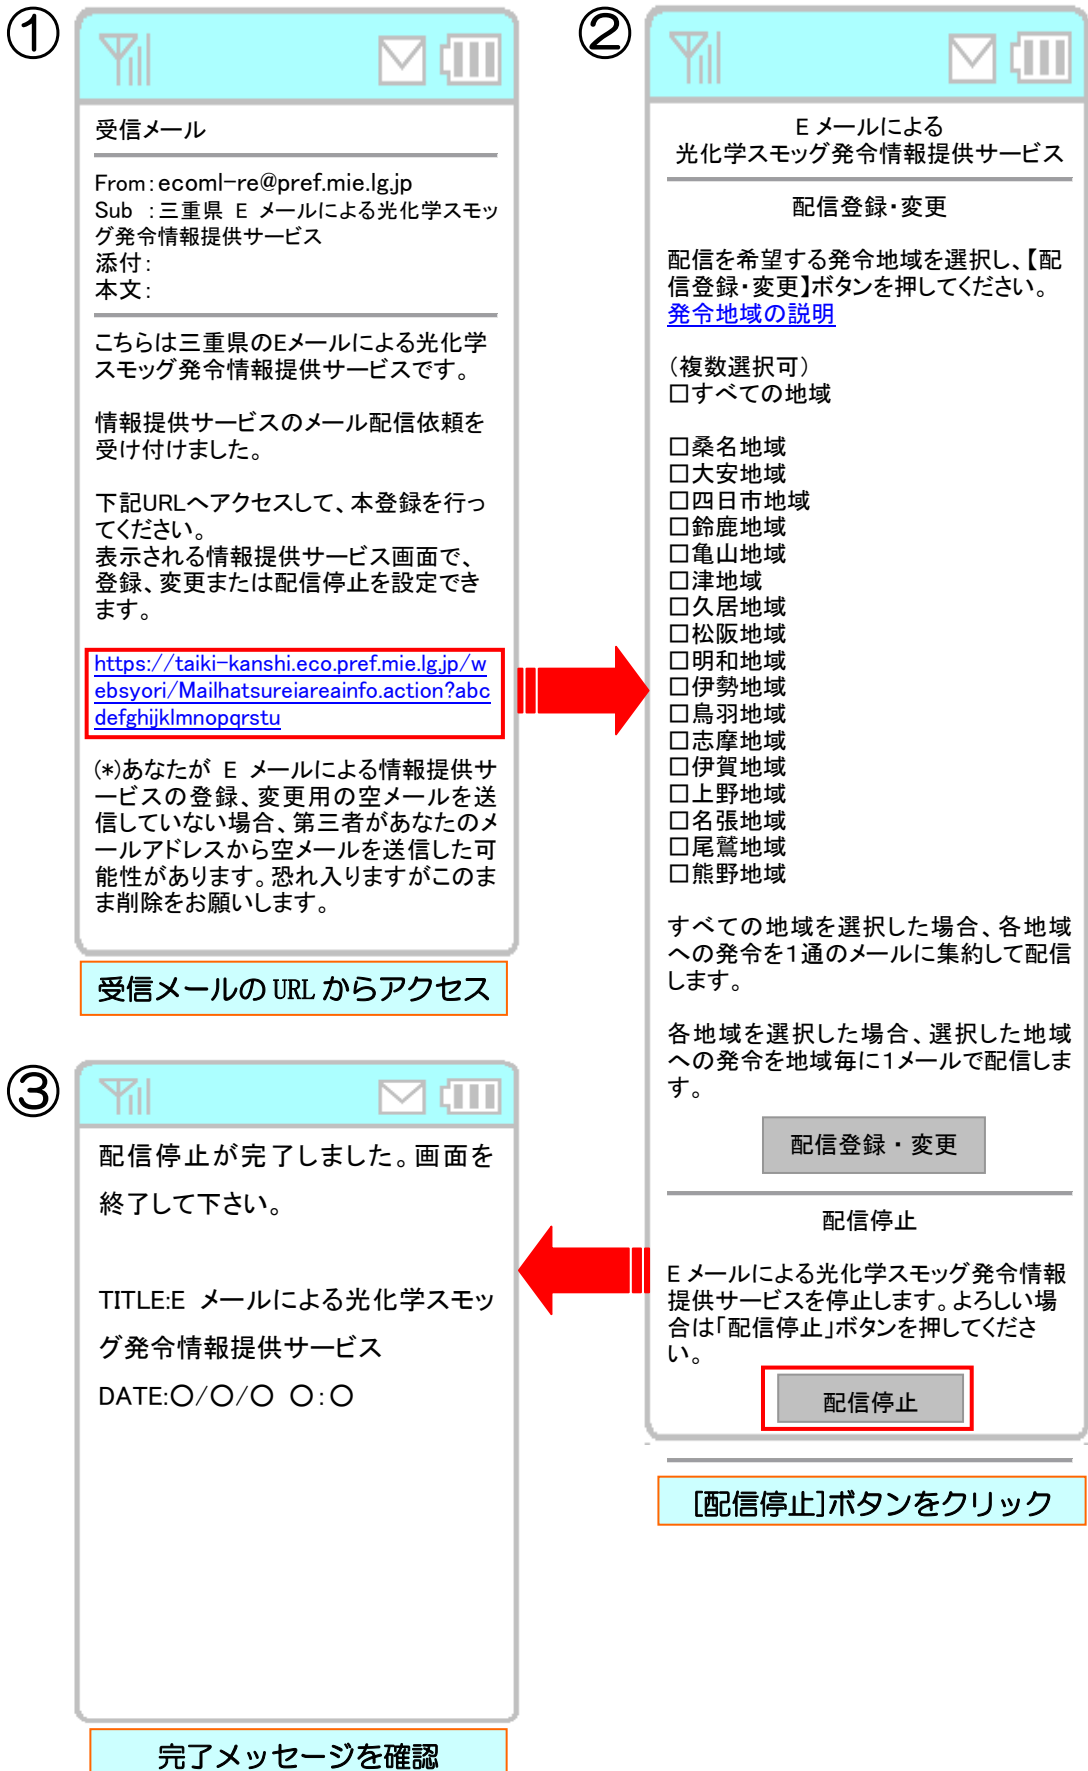 ①
受信メール
From：ecoml-re@pref.mie.lg.jp
Sub ：三重県 E メールによる光化学スモッ
グ発令情報提供サービス
添付：
本文：
こちらは三重県のEメールによる光化学
スモッグ発令情報提供サービスです。
情報提供サービスのメール配信依頼を
受け付けました。
下記URLへアクセスして、本登録を行っ
てください。
表示される情報提供サービス画面で、
登録、変更または配信停止を設定でき
ます。
https://taiki-kanshi.eco.pref.mie.lg.jp/w
ebsyori/Mailhatsureiareainfo.action?abc
defghijklmnopqrstu
(*)あなたが E メールによる情報提供サ
ービスの登録、変更用の空メールを送
信していない場合、第三者があなたのメ
ールアドレスから空メールを送信した可
能性があります。恐れ入りますがこのま
ま削除をお願いします。
受信メールの URL からアクセス
②
E メールによる
光化学スモッグ発令情報提供サービス
配信登録・変更
配信を希望する発令地域を選択し、【配
信登録・変更】ボタンを押してください。
発令地域の説明
（複数選択可）
□すべての地域
□桑名地域
□大安地域
□四日市地域
□鈴鹿地域
□亀山地域
□津地域
□久居地域
□松阪地域
□明和地域
□伊勢地域
□鳥羽地域
□志摩地域
□伊賀地域
□上野地域
□名張地域
□尾鷲地域
□熊野地域
すべての地域を選択した場合、各地域
への発令を1通のメールに集約して配信
します。
各地域を選択した場合、選択した地域
への発令を地域毎に1メールで配信しま
す。
配信登録・変更
配信停止
E メールによる光化学スモッグ発令情報
提供サービスを停止します。よろしい場
合は「配信停止」ボタンを押してくださ
い。
配信停止
[配信停止]ボタンをクリック
③
配信停止が完了しました。画面を
終了して下さい。
TITLE:E メールによる光化学スモッ
グ発令情報提供サービス
DATE:○/○/○ ○:○
完了メッセージを確認